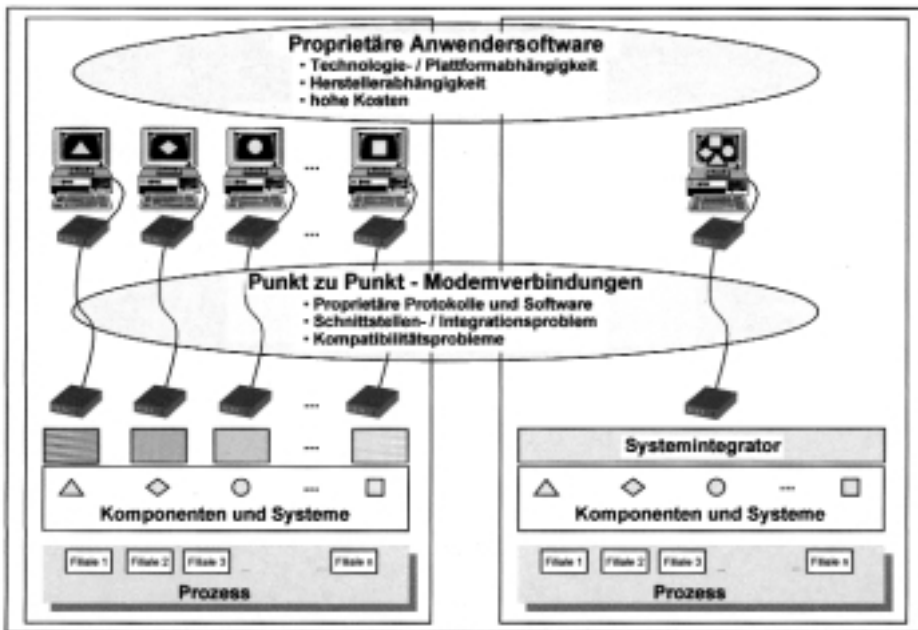 Proprietäre Anwendersoftware
• Technologie- / Plattformabhängigkeit
• Herstellerabhängigkeit
• hohe Kosten
...
...
Punkt zu Punkt - Modemverbindungen
• Proprietäre Protokolle und Software
• Schnittstellen- / Integrationsproblem
• Kompatibilitätsprobleme
...
...
Systemintegrator
...
Komponenten und Systeme
...
Komponenten und Systeme
Filiale 1 Filiale 2 Filiale 3 ... Filiale n
Prozess
Filiale 1 Filiale 2 Filiale 3 ... Filiale n
Prozess